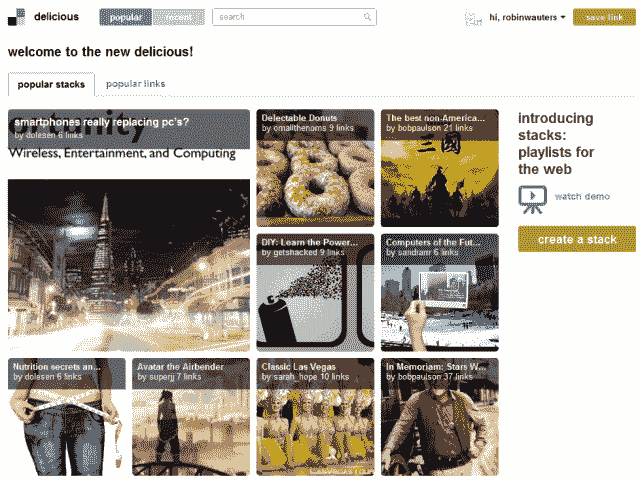 delicious
popular
recent
search
hi, robinwauters
save link
welcome to the new delicious!
popular stacks
popular links
smartphones really replacing pc's?
by dolesen 6 links
Wireless, Entertainment, and Computing
Delectable Donuts
by omalthenoms 9 links
The best non-America...
by bobpaulson 21 links
introducing
stacks:
playlists for
the web
watch demo
create a stack
DIY: Learn the Power...
by getshacked 9 links
Computers of the Fut...
by sandrarr 6 links
Nutrition secrets an...
by dolesen 6 links
Avatar the Airbender
by superjj 7 links
Classic Las Vegas
by sarah_hope 10 links
In Memoriam: Stars W...
by bobpaulson 37 links